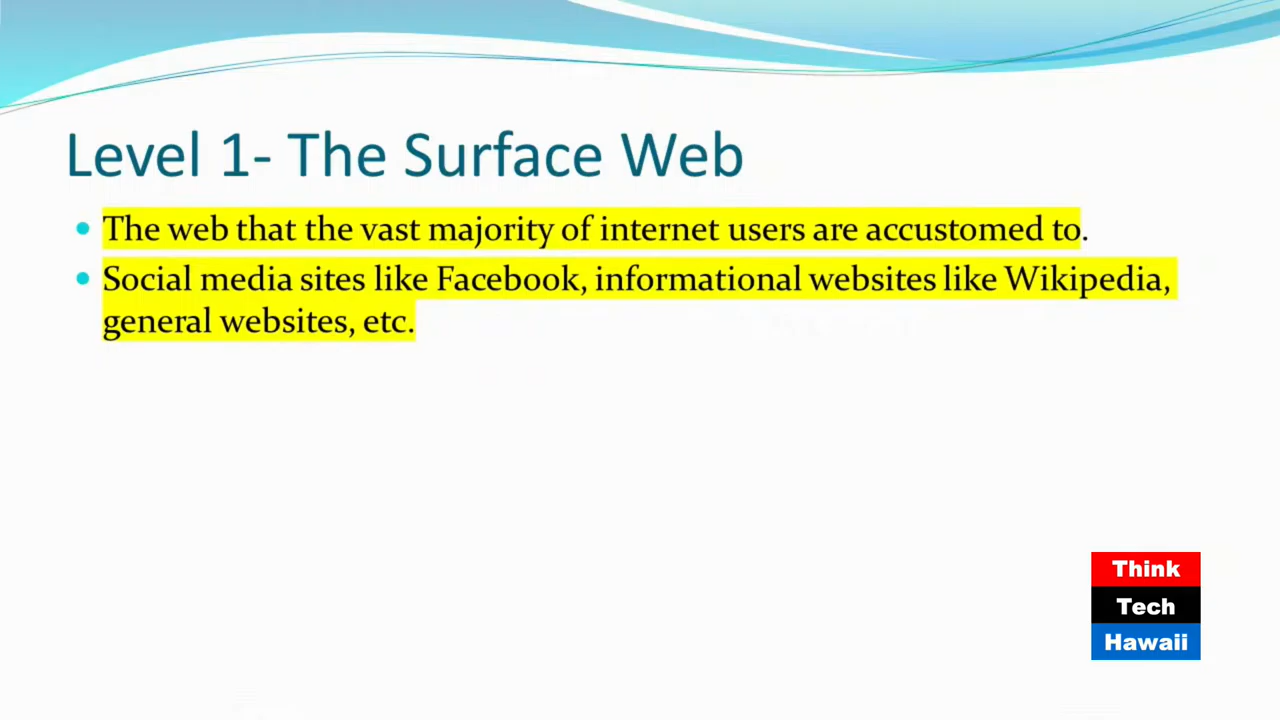 Level 1- The Surface Web
The web that the vast majority of internet users are accustomed to.
Social media sites like Facebook, informational websites like Wikipedia,
general websites, etc.
Think
Tech
Hawaii